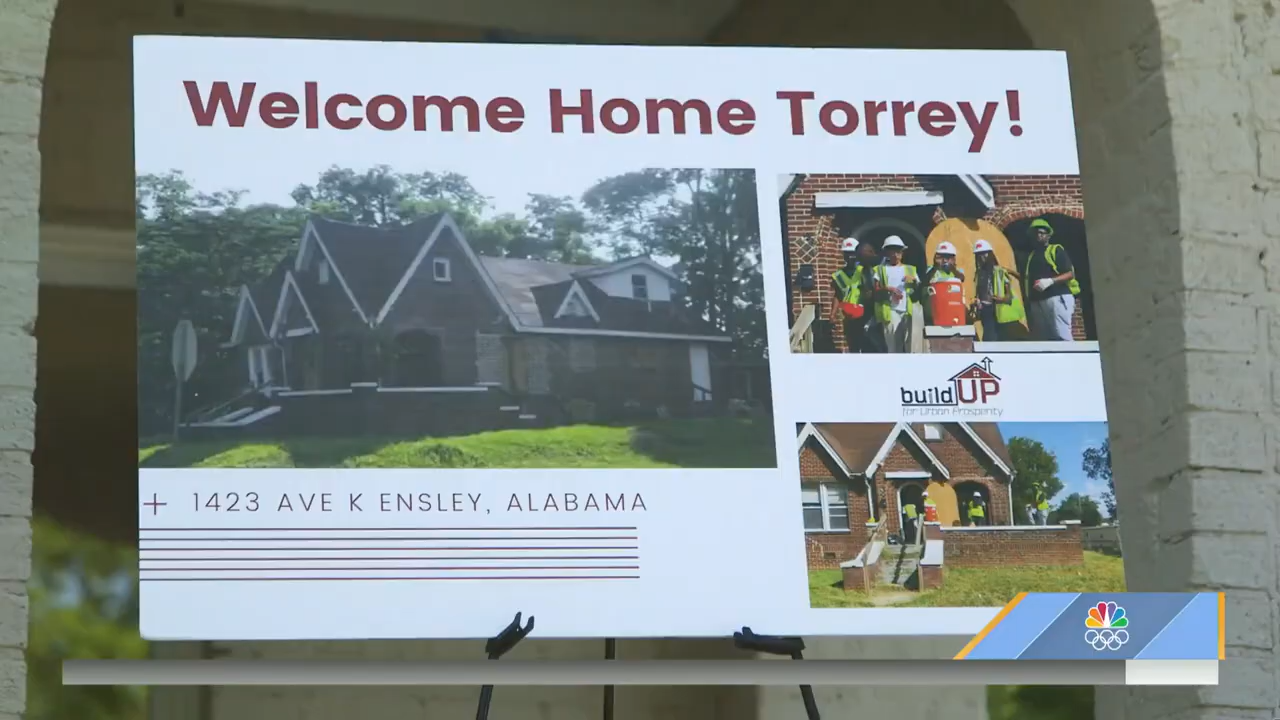 Welcome Home Torrey!
buildUP
for Urban Prosperity
+ 1423 AVE K ENSLEY, ALABAMA